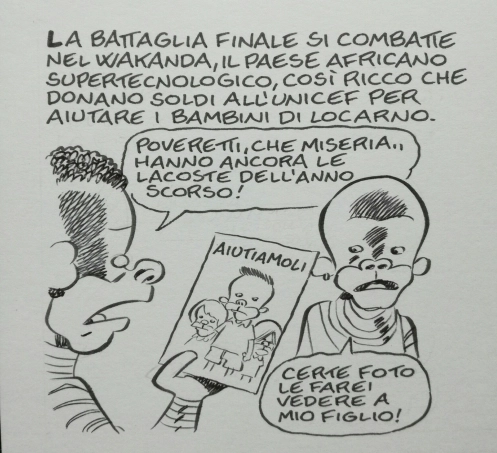 LA BATTAGLIA FINALE SI COMBATTE
NEL WAKANDA, IL PAESE AFRICANO
SUPERTECNOLOGICO, COSÌ RICCO CHE
DONANO SOLDI ALL'UNICEF PER
AIUTARE I BAMBINI DI LOCARNO.
POVERETTI, CHE MISERIA..
HANNO ANCORA LE
LACOSTE DELL'ANNO
SCORSO!
AIUTIAMOLI
CERTE FOTO
LE FAREI
VEDERE A
MIO FIGLIO!